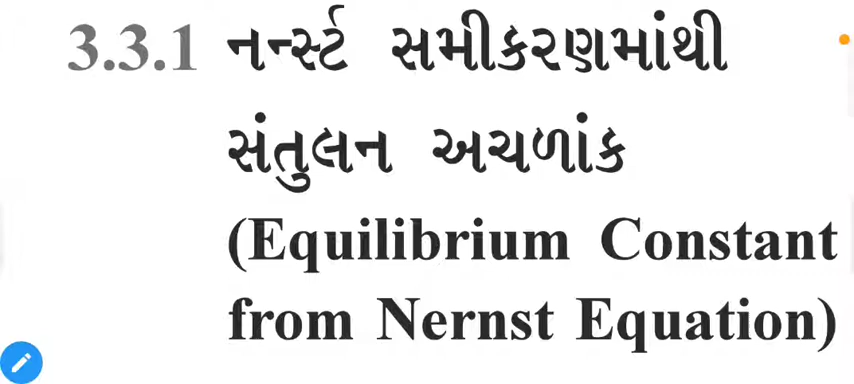 3.3.1 નર્ન્સ્ટ સમીકરણમાંથી
સંતુલન અચળાંક
(Equilibrium Constant
from Nernst Equation)